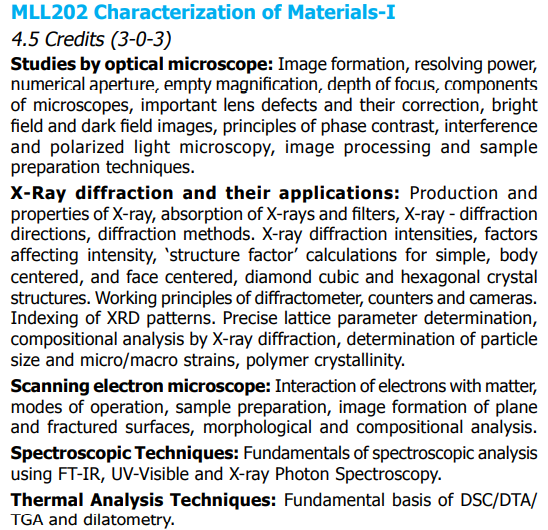 MLL202 Characterization of Materials-I
4.5 Credits (3-0-3)
Studies by optical microscope: Image formation, resolving power,
numerical aperture, empty magnification, depth of focus, components
of microscopes, important lens defects and their correction, bright
field and dark field images, principles of phase contrast, interference
and polarized light microscopy, image processing and sample
preparation techniques.
X-Ray diffraction and their applications: Production and
properties of X-ray, absorption of X-rays and filters, X-ray - diffraction
directions, diffraction methods. X-ray diffraction intensities, factors
affecting intensity, ‘structure factor’ calculations for simple, body
centered, and face centered, diamond cubic and hexagonal crystal
structures. Working principles of diffractometer, counters and cameras.
Indexing of XRD patterns. Precise lattice parameter determination,
compositional analysis by X-ray diffraction, determination of particle
size and micro/macro strains, polymer crystallinity.
Scanning electron microscope: Interaction of electrons with matter,
modes of operation, sample preparation, image formation of plane
and fractured surfaces, morphological and compositional analysis.
Spectroscopic Techniques: Fundamentals of spectroscopic analysis
using FT-IR, UV-Visible and X-ray Photon Spectroscopy.
Thermal Analysis Techniques: Fundamental basis of DSC/DTA/
TGA and dilatometry.